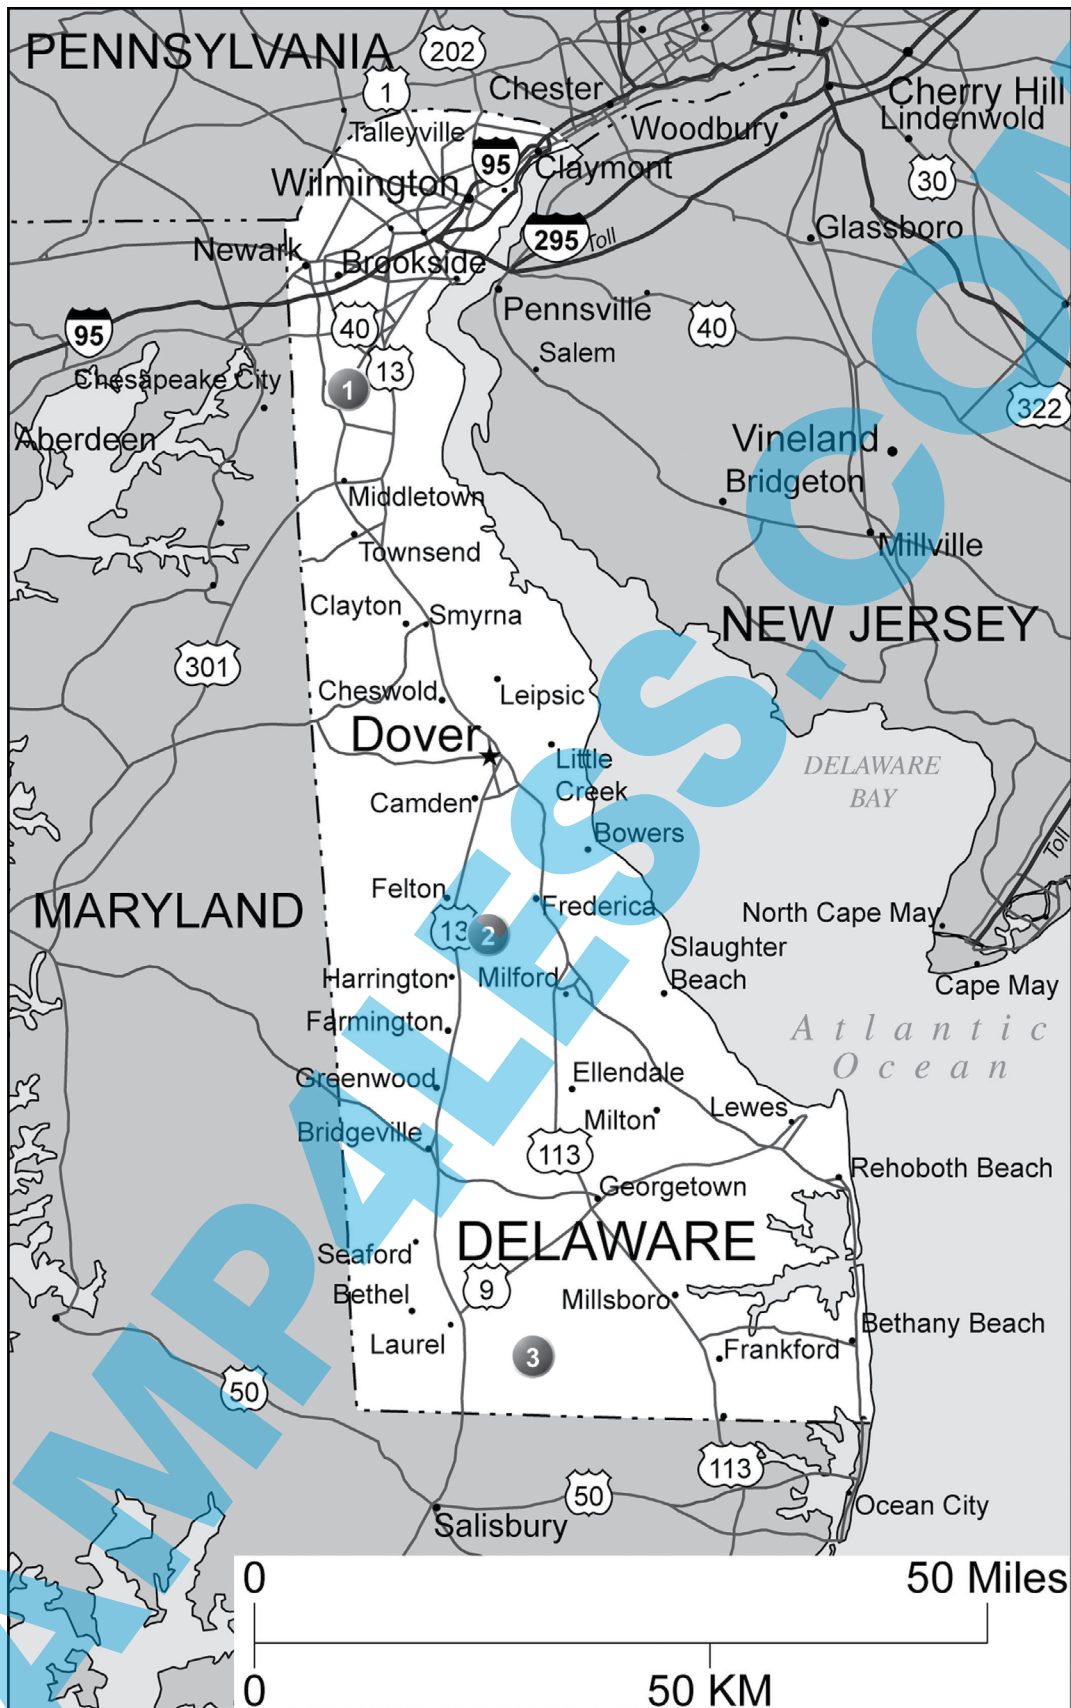 PENNSYLVANIA
202
1
Chester
Cherry Hill
Lindenwold
Woodbury
Talleyville
95
Claymont
30
Wilmington
295
Toll
Glassboro
Newark
Brookside
Pennsville
40
40
95
13
Salem
Chesapeake City
1
322
Aberdeen
Vineland
Bridgeton
Middletown
Millville
Townsend
Clayton
Smyrna
NEW JERSEY
301
Cheswold
Leipsic
Dover
Little
Creek
DELAWARE
BAY
Camden
Bowers
Toll
Felton
MARYLAND
Frederica
North Cape May
13
2
Slaughter
Beach
Harrington
Milford
Cape May
Farmington
Atlantic
Ocean
Greenwood
Ellendale
Milton
Lewes
Bridgeville
113
Rehoboth Beach
Georgetown
Seaford
DELAWARE
Bethel
9
Millsboro
Laurel
Bethany Beach
Frankford
3
50
113
50
Ocean City
Salisbury
0
50 Miles
0
50 KM
AMP4LESS.COM